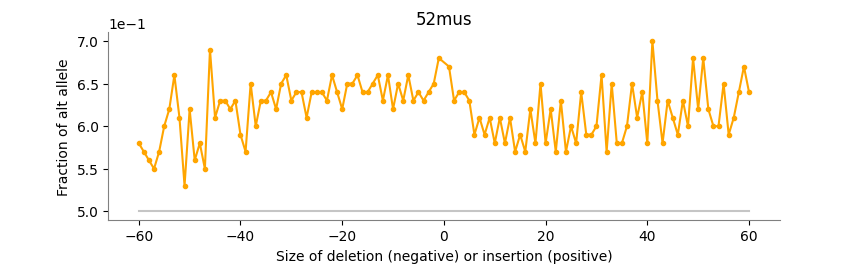 52mus
1e−1
7.0
6.5
6.0
5.5
5.0
Fraction of alt allele
−60 −40 −20 0 20 40 60
Size of deletion (negative) or insertion (positive)